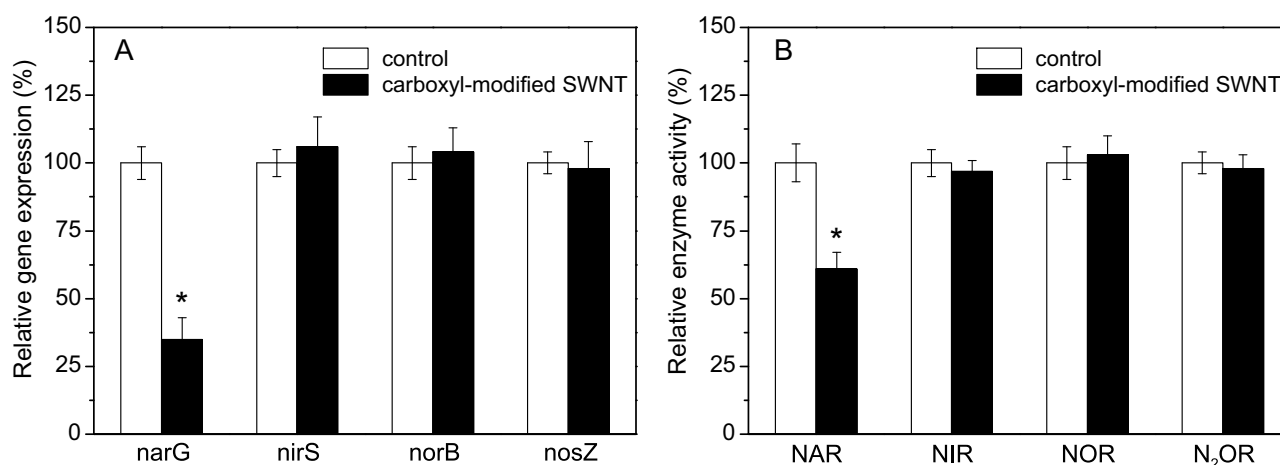 A
control
carboxyl-modified SWNT
Relative gene expression (%)
150
125
100
75
50
25
0
*
narG nirS norB nosZ
B
control
carboxyl-modified SWNT
Relative enzyme activity (%)
150
125
100
75
50
25
0
*
NAR NIR NOR N₂OR